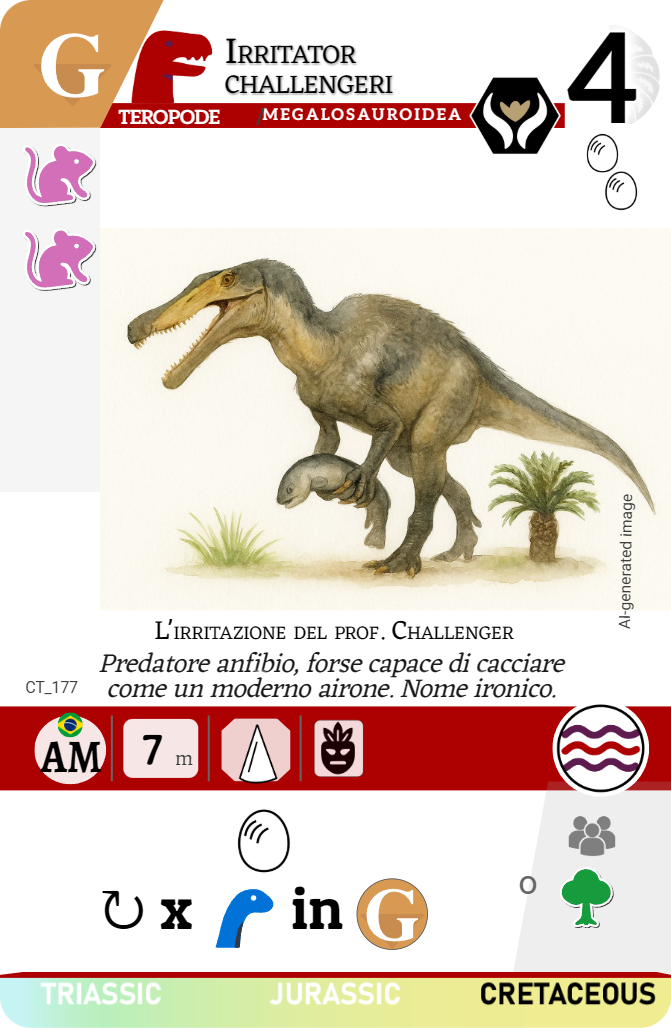 G
Irritator
challengeri
4
TEROPODE / MEGALOSAUROIDEA
AI-generated image
L'irritazione del prof. Challenger
Predatore anfibio, forse capace di cacciare
come un moderno airone. Nome ironico.
CT_177
AM
7 m
x in G
o
TRIASSIC JURASSIC CRETACEOUS